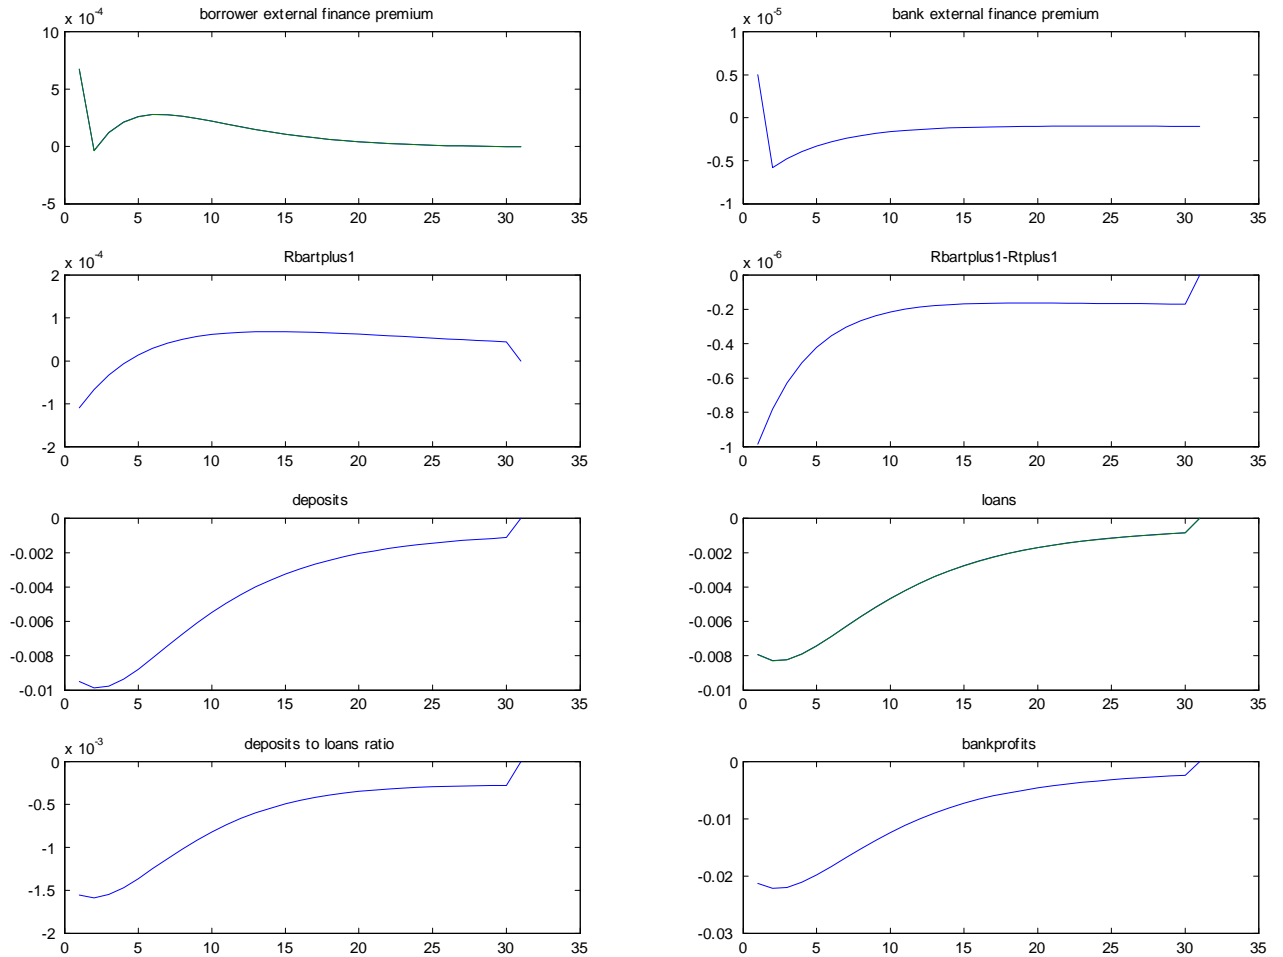 borrower external finance premium
x 10-4
10
5
0
-5
0 5 10 15 20 25 30 35
bank external finance premium
x 10-5
1
0.5
0
-0.5
-1
0 5 10 15 20 25 30 35
Rbartplus1
x 10-4
2
1
0
-1
-2
0 5 10 15 20 25 30 35
Rbartplus1-Rtplus1
x 10-6
0
-0.2
-0.4
-0.6
-0.8
-1
0 5 10 15 20 25 30 35
deposits
0
-0.002
-0.004
-0.006
-0.008
-0.01
0 5 10 15 20 25 30 35
loans
0
-0.002
-0.004
-0.006
-0.008
-0.01
0 5 10 15 20 25 30 35
deposits to loans ratio
x 10-3
0
-0.5
-1
-1.5
-2
0 5 10 15 20 25 30 35
bankprofits
0
-0.01
-0.02
-0.03
0 5 10 15 20 25 30 35